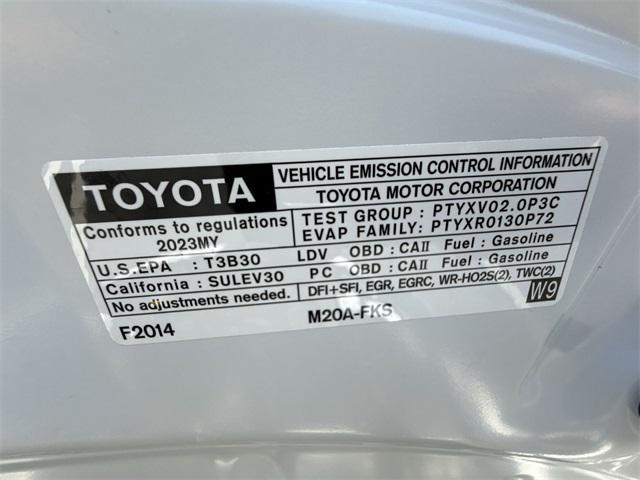 TOYOTA
VEHICLE EMISSION CONTROL INFORMATION
TOYOTA MOTOR CORPORATION
Conforms to regulations
2023MY
TEST GROUP : PTYXV02.0P3C
EVAP FAMILY: PTYXR0130P72
U.S.EPA : T3B30 LDV OBD : CAII Fuel : Gasoline
California : SULEV30 PC OBD : CAII Fuel : Gasoline
No adjustments needed. DFI+SFI, EGR, EGRC, WR-HO2S(2), TWC(2)
W9
F2014 M20A-FKS